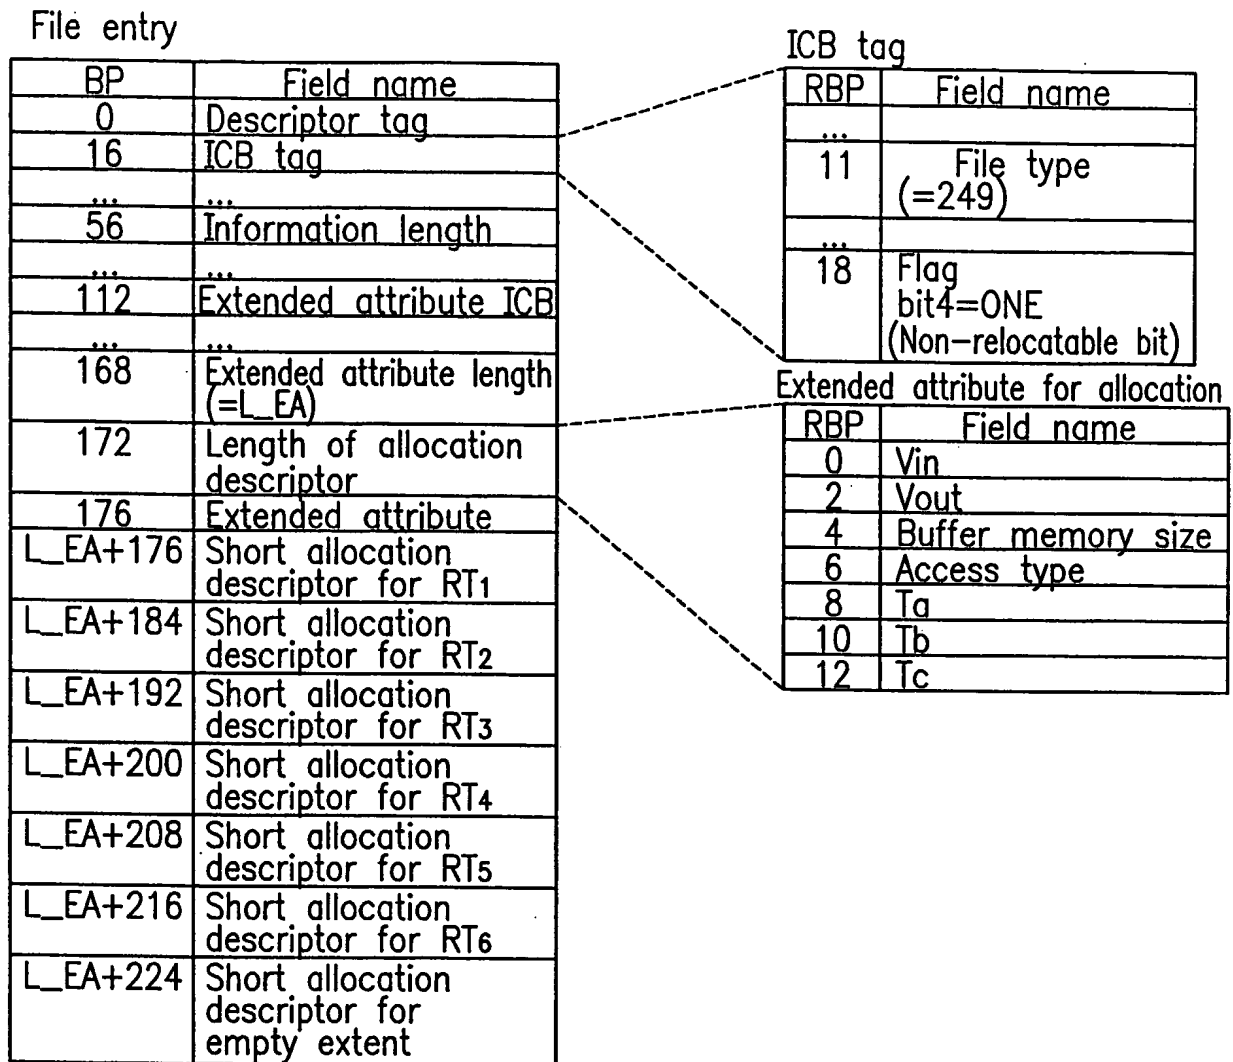 File entry
BP Field name
0 Descriptor tag
16 ICB tag
... ...
56 Information length
... ...
112 Extended attribute ICB
... ...
168 Extended attribute length
(=L_EA)
172 Length of allocation
descriptor
176 Extended attribute
L_EA+176 Short allocation
descriptor for RT1
L_EA+184 Short allocation
descriptor for RT2
L_EA+192 Short allocation
descriptor for RT3
L_EA+200 Short allocation
descriptor for RT4
L_EA+208 Short allocation
descriptor for RT5
L_EA+216 Short allocation
descriptor for RT6
L_EA+224 Short allocation
descriptor for
empty extent
ICB tag
RBP Field name
...
11 File type
(=249)
...
18 Flag
bit4=ONE
(Non-relocatable bit)
Extended attribute for allocation
RBP Field name
0 Vin
2 Vout
4 Buffer memory size
6 Access type
8 Ta
10 Tb
12 Tc